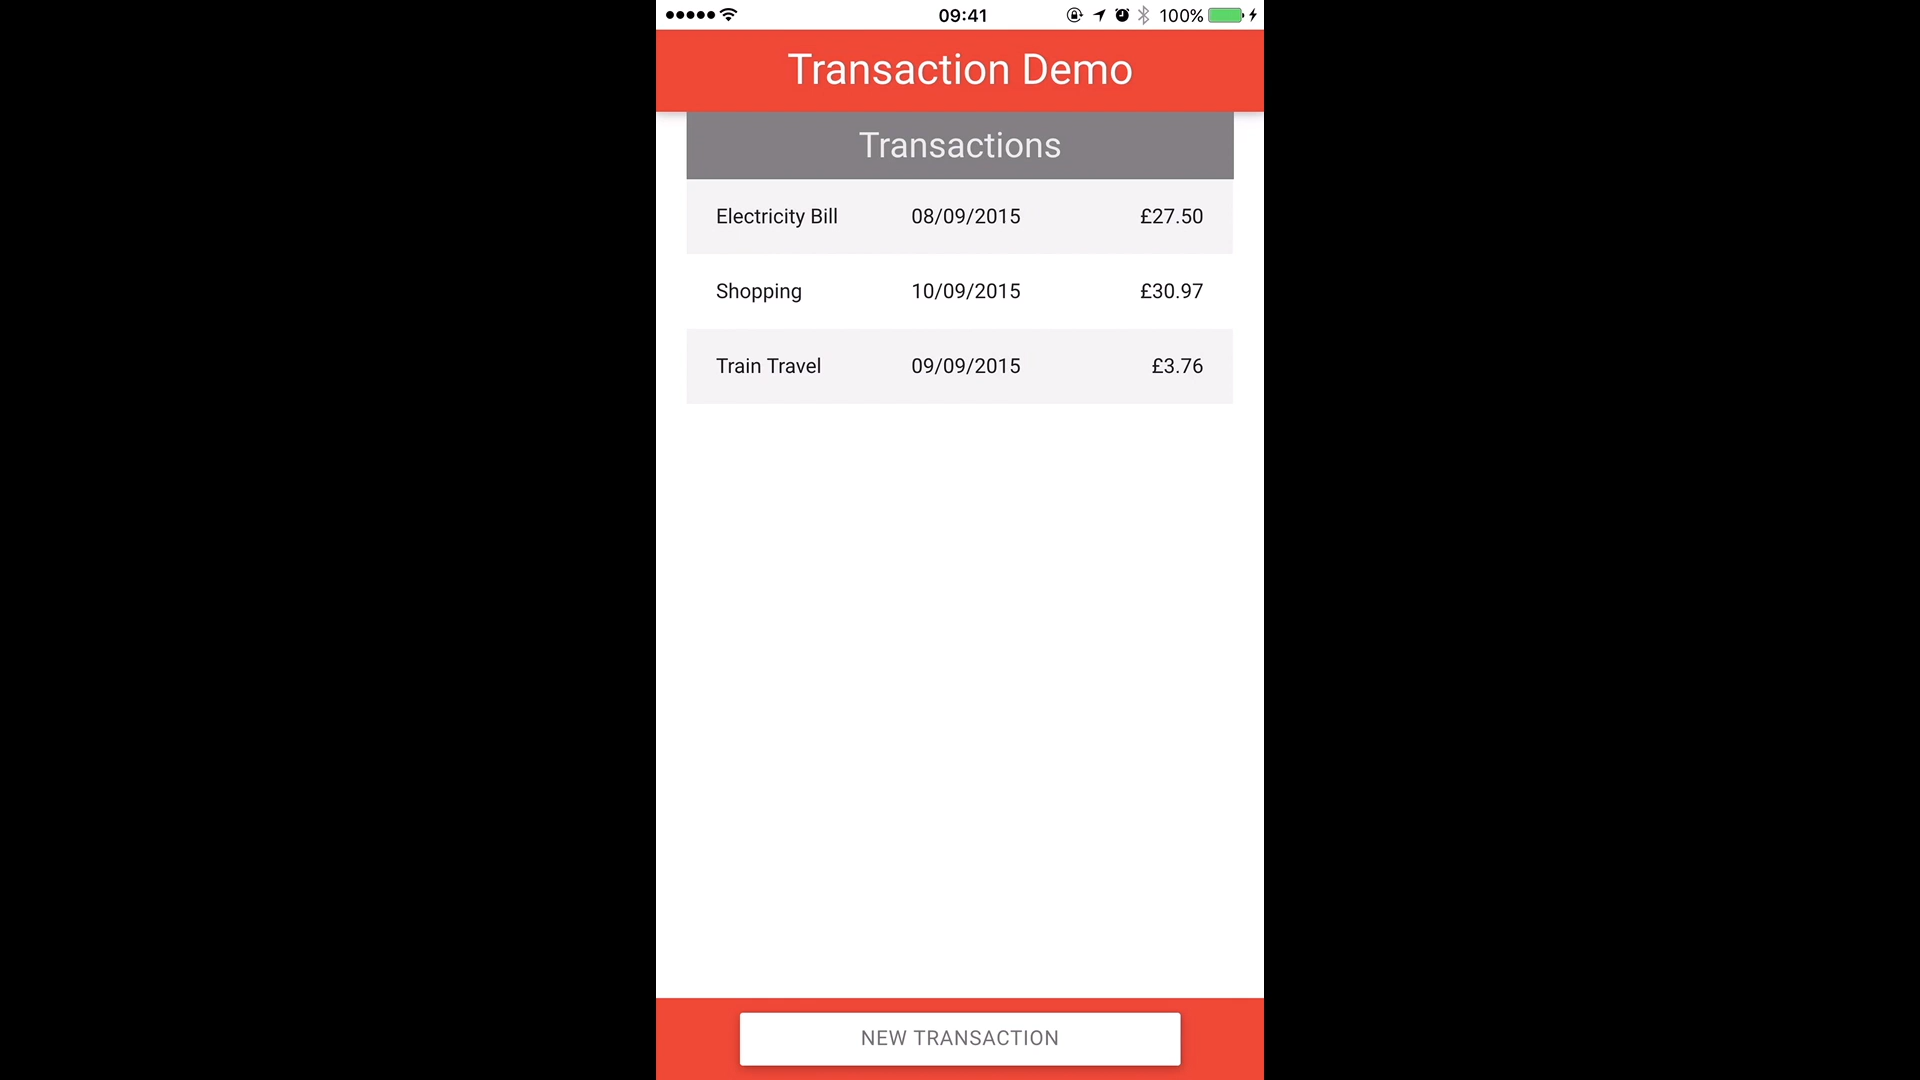 09:41 100%
Transaction Demo
Transactions
Electricity Bill 08/09/2015 £27.50
Shopping 10/09/2015 £30.97
Train Travel 09/09/2015 £3.76
NEW TRANSACTION